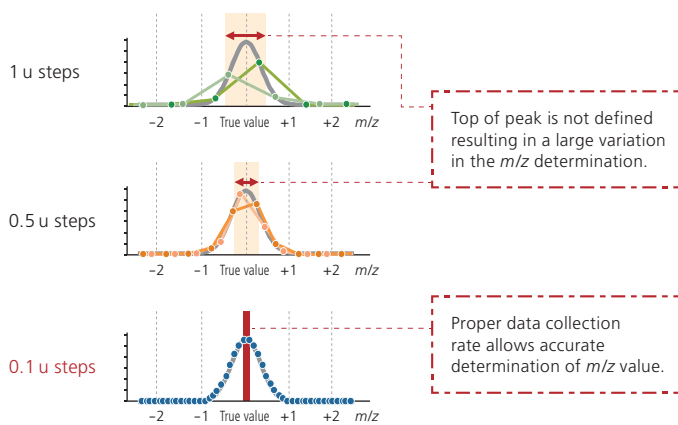 1 u steps
−2 −1 True value +1 +2 m/z
Top of peak is not defined
resulting in a large variation
in the m/z determination.
0.5 u steps
−2 −1 True value +1 +2 m/z
Proper data collection
rate allows accurate
determination of m/z value.
0.1 u steps
−2 −1 True value +1 +2 m/z